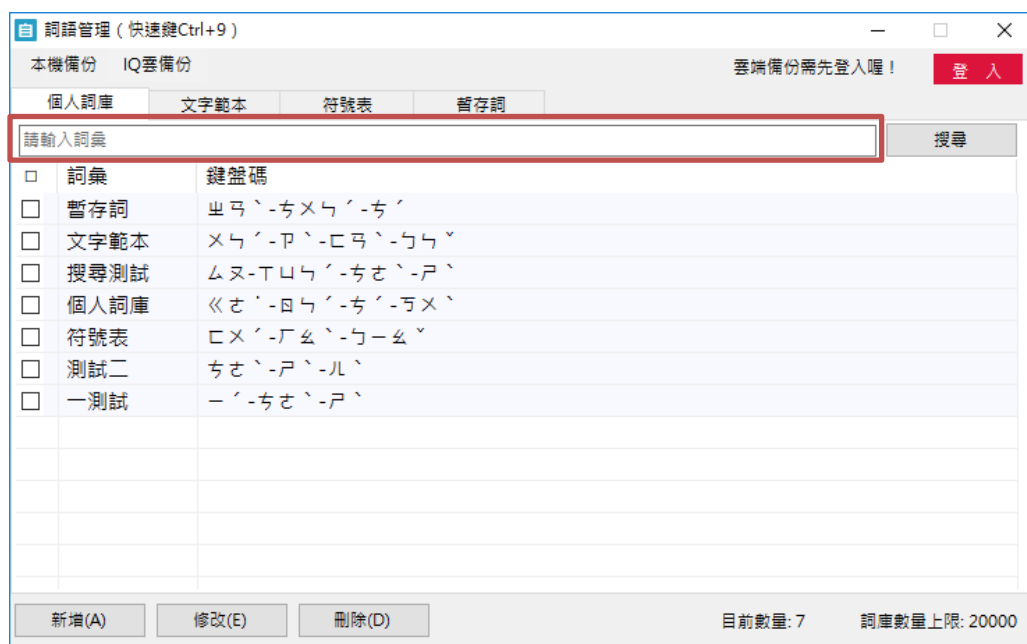 自 詞語管理(快速鍵Ctrl+9)
本機備份 IQ雲備份 雲端備份需先登入喔! 登 入
個人詞庫 文字範本 符號表 暫存詞
請輸入詞彙 搜尋
詞彙 鍵盤碼
暫存詞 ㄓㄢˋ-ㄘㄨㄣˊ-ㄘˊ
文字範本 ㄨㄣˊ-ㄗˋ-ㄈㄢˋ-ㄅㄣˇ
搜尋測試 ㄙㄡ-ㄒㄩㄣˊ-ㄘㄜˋ-ㄕˋ
個人詞庫 ㄍㄜ˙-ㄖㄣˊ-ㄘˊ-ㄎㄨˋ
符號表 ㄈㄨˊ-ㄏㄠˋ-ㄅㄧㄠˇ
測試二 ㄘㄜˋ-ㄕˋ-ㄦˋ
一測試 ㄧˊ-ㄘㄜˋ-ㄕˋ
新增(A) 修改(E) 刪除(D) 目前數量: 7 詞庫數量上限: 20000